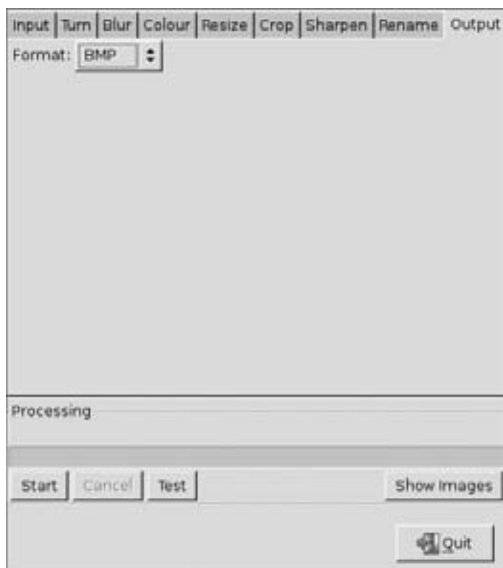 Input Turn Blur Colour Resize Crop Sharpen Rename Output
Format: BMP
Processing
Start Cancel Test Show Images
Quit